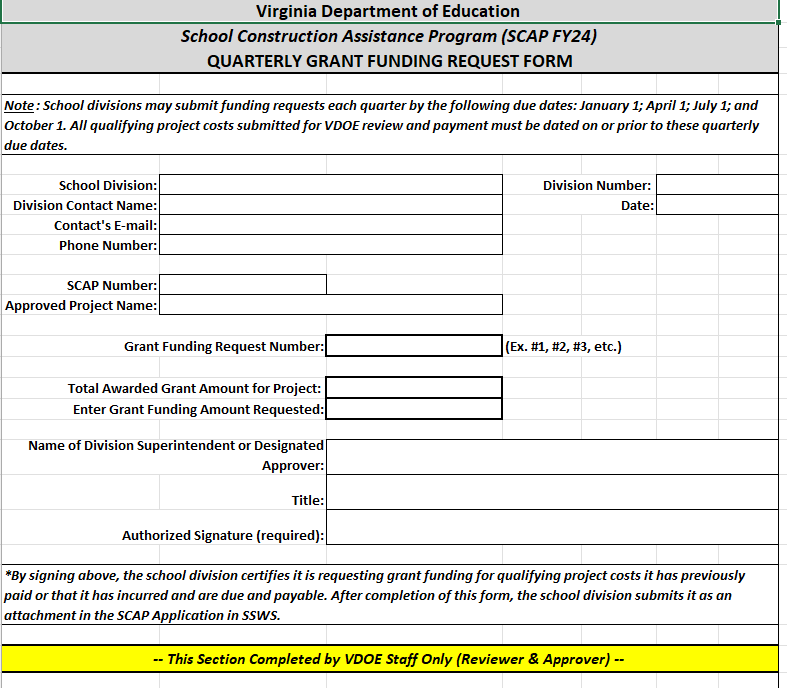 Virginia Department of Education
School Construction Assistance Program (SCAP FY24)
QUARTERLY GRANT FUNDING REQUEST FORM
Note: School divisions may submit funding requests each quarter by the following due dates: January 1; April 1; July 1; and
October 1. All qualifying project costs submitted for VDOE review and payment must be dated on or prior to these quarterly
due dates.
School Division:
Division Number:
Division Contact Name:
Date:
Contact's E-mail:
Phone Number:
SCAP Number:
Approved Project Name:
Grant Funding Request Number:
(Ex. #1, #2, #3, etc.)
Total Awarded Grant Amount for Project:
Enter Grant Funding Amount Requested:
Name of Division Superintendent or Designated
Approver:
Title:
Authorized Signature (required):
*By signing above, the school division certifies it is requesting grant funding for qualifying project costs it has previously
paid or that it has incurred and are due and payable. After completion of this form, the school division submits it as an
attachment in the SCAP Application in SSWS.
-- This Section Completed by VDOE Staff Only (Reviewer & Approver) --